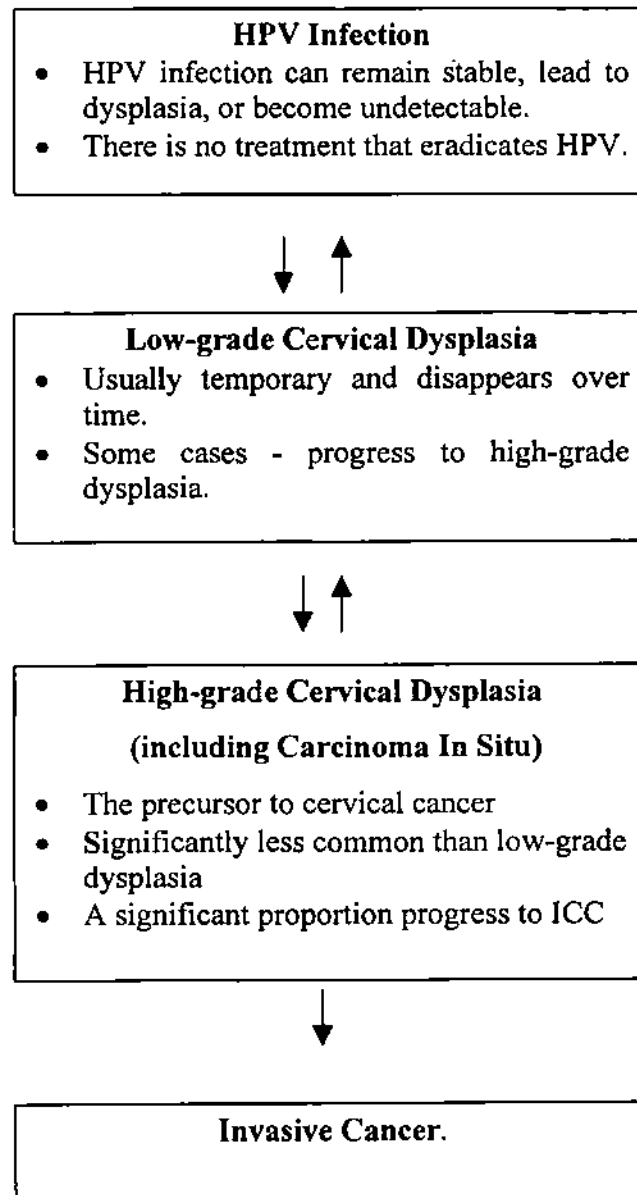 HPV Infection
• HPV infection can remain stable, lead to
dysplasia, or become undetectable.
• There is no treatment that eradicates HPV.
Low-grade Cervical Dysplasia
• Usually temporary and disappears over
time.
• Some cases - progress to high-grade
dysplasia.
High-grade Cervical Dysplasia
(including Carcinoma In Situ)
• The precursor to cervical cancer
• Significantly less common than low-grade
dysplasia
• A significant proportion progress to ICC
Invasive Cancer.